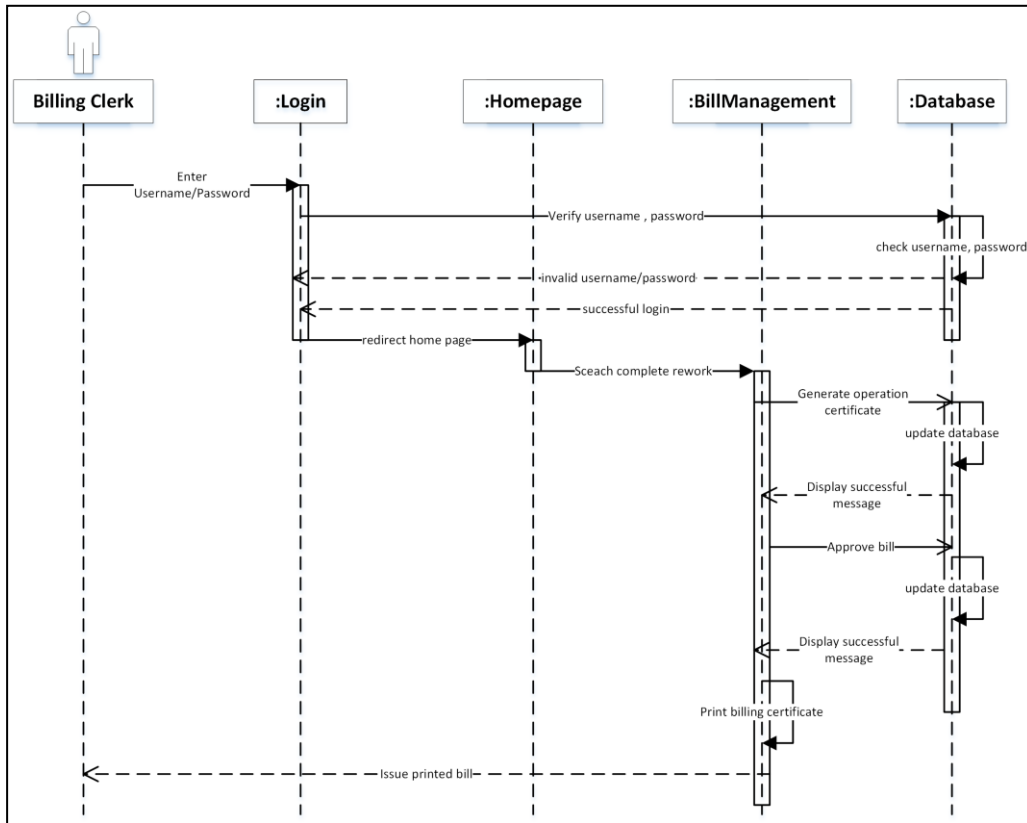 Billing Clerk
:Login
:Homepage
:BillManagement
:Database
Enter
Username/Password
Verify username , password
check username, password
invalid username/password
successful login
redirect home page
Sceach complete rework
Generate operation
certificate
update database
Display successful
message
Approve bill
update database
Display successful
message
Print billing certificate
Issue printed bill